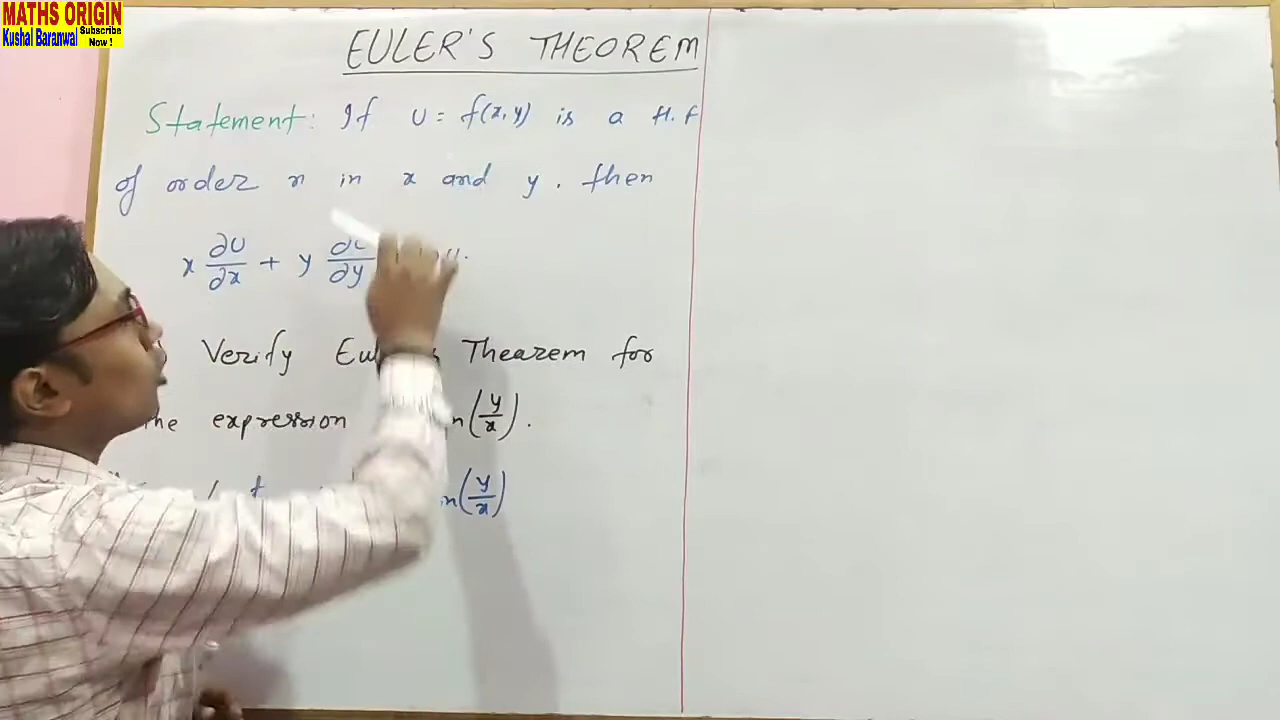 MATHS ORIGIN
Kushal Baranwal Subscribe Now !
EULER'S THEOREM
Statement: If U = f(x, y) is a H.F
of order n in x and y. then
x ∂U/∂x + y ∂U/∂y
Verify Theorem for
expression (y/x).
(y/x)